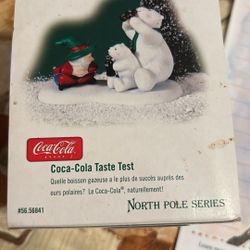 Coca-Cola
Coca-Cola Taste Test
Quelle boisson gazeuse a le plus de succès auprès des
ours polaires? Le Coca-Cola®, naturellement!
#56.56841
NORTH POLE SERIES